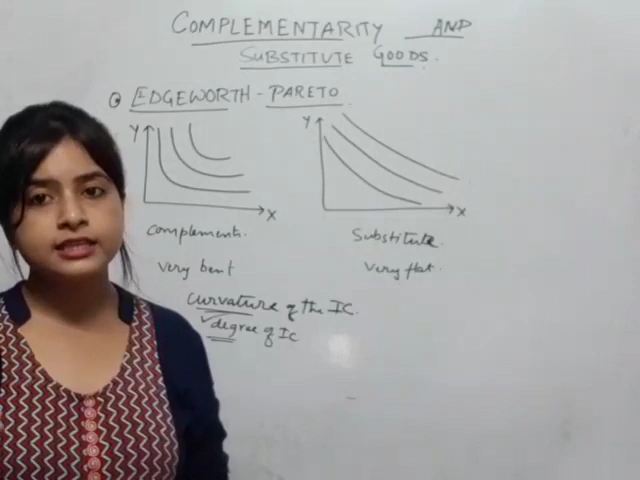 COMPLEMENTARITY AND
SUBSTITUTE GOODS.
① EDGEWORTH - PARETO
Y
X
Y
X
complements.
Substitute.
very bent
very flat.
curvature of the IC.
✓degree of IC